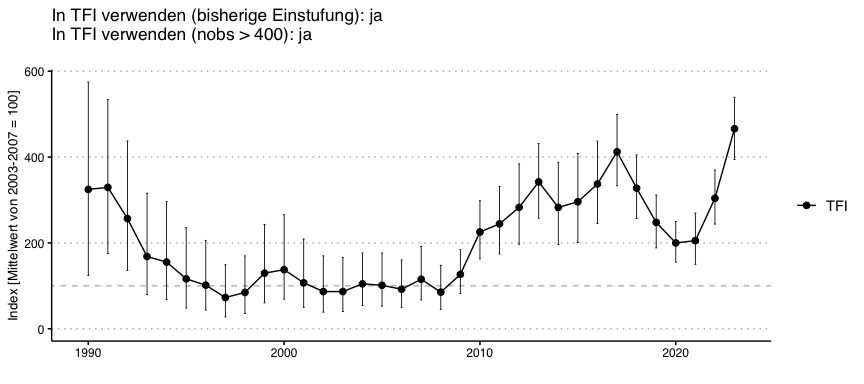 In TFI verwenden (bisherige Einstufung): ja
In TFI verwenden (nobs > 400): ja
Index [Mittelwert von 2003-2007 = 100]
600
400
200
0
1990
2000
2010
2020
TFI